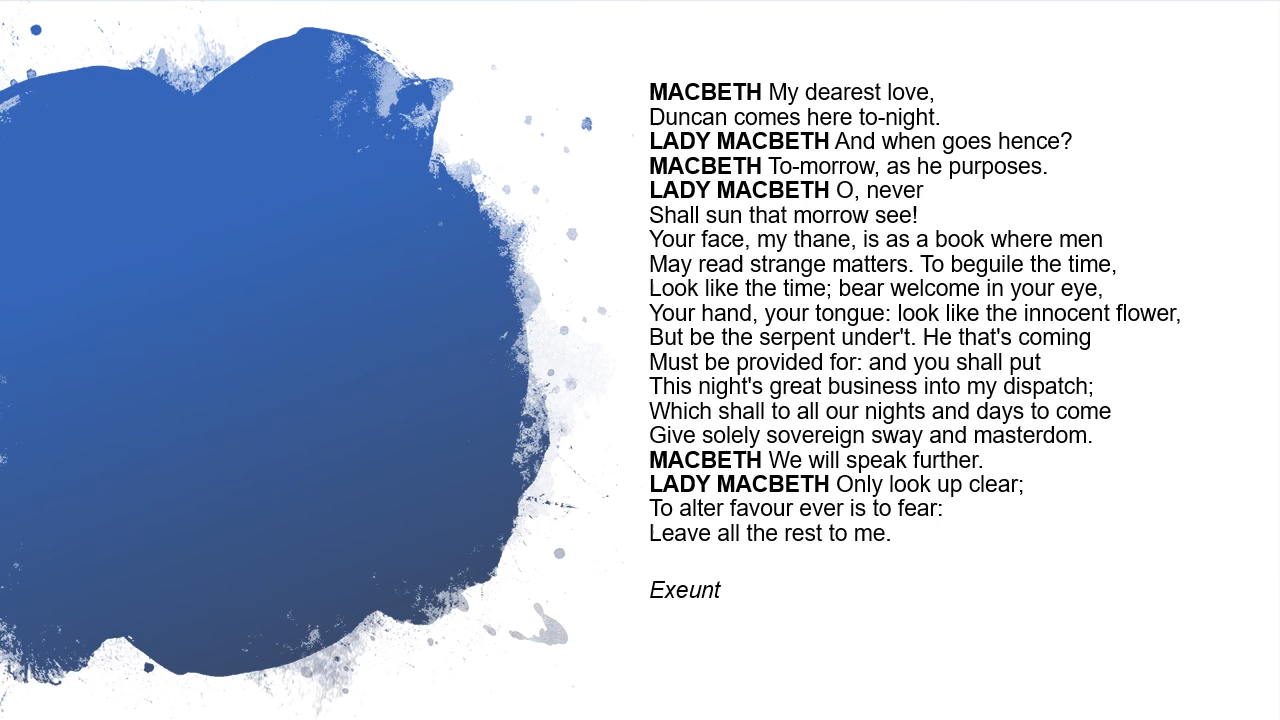 MACBETH My dearest love,
Duncan comes here to-night.
LADY MACBETH And when goes hence?
MACBETH To-morrow, as he purposes.
LADY MACBETH O, never
Shall sun that morrow see!
Your face, my thane, is as a book where men
May read strange matters. To beguile the time,
Look like the time; bear welcome in your eye,
Your hand, your tongue: look like the innocent flower,
But be the serpent under't. He that's coming
Must be provided for: and you shall put
This night's great business into my dispatch;
Which shall to all our nights and days to come
Give solely sovereign sway and masterdom.
MACBETH We will speak further.
LADY MACBETH Only look up clear;
To alter favour ever is to fear:
Leave all the rest to me.
Exeunt